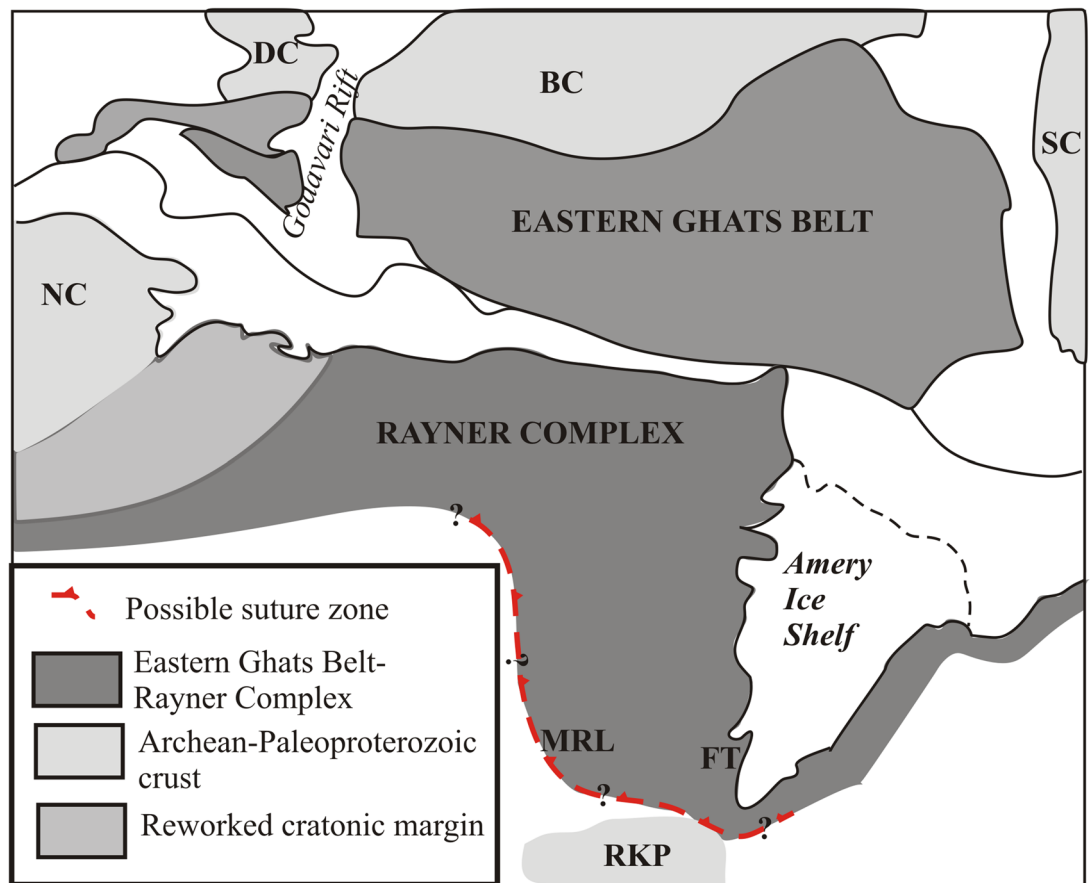 DC
BC
SC
Godavari Rift
EASTERN GHATS BELT
NC
RAYNER COMPLEX
?
Amery
Ice
Shelf
?
MRL
FT
?
?
RKP
Possible suture zone
Eastern Ghats Belt-
Rayner Complex
Archean-Paleoproterozoic
crust
Reworked cratonic margin